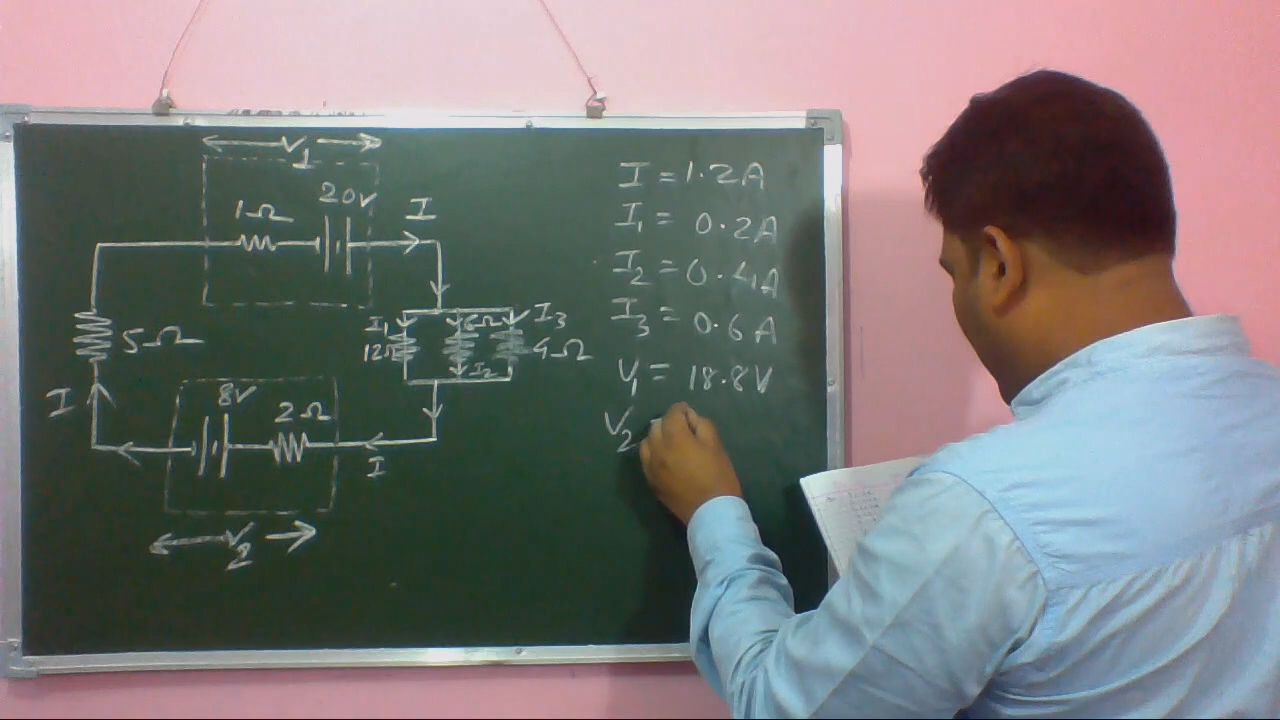 V1
20V
1Ω
I
5Ω
I1
6Ω
I3
12Ω
I2
4Ω
I
8V
2Ω
I
V2
I = 1.2A
I1 = 0.2A
I2 = 0.4A
I3 = 0.6A
V1 = 18.8V
V2